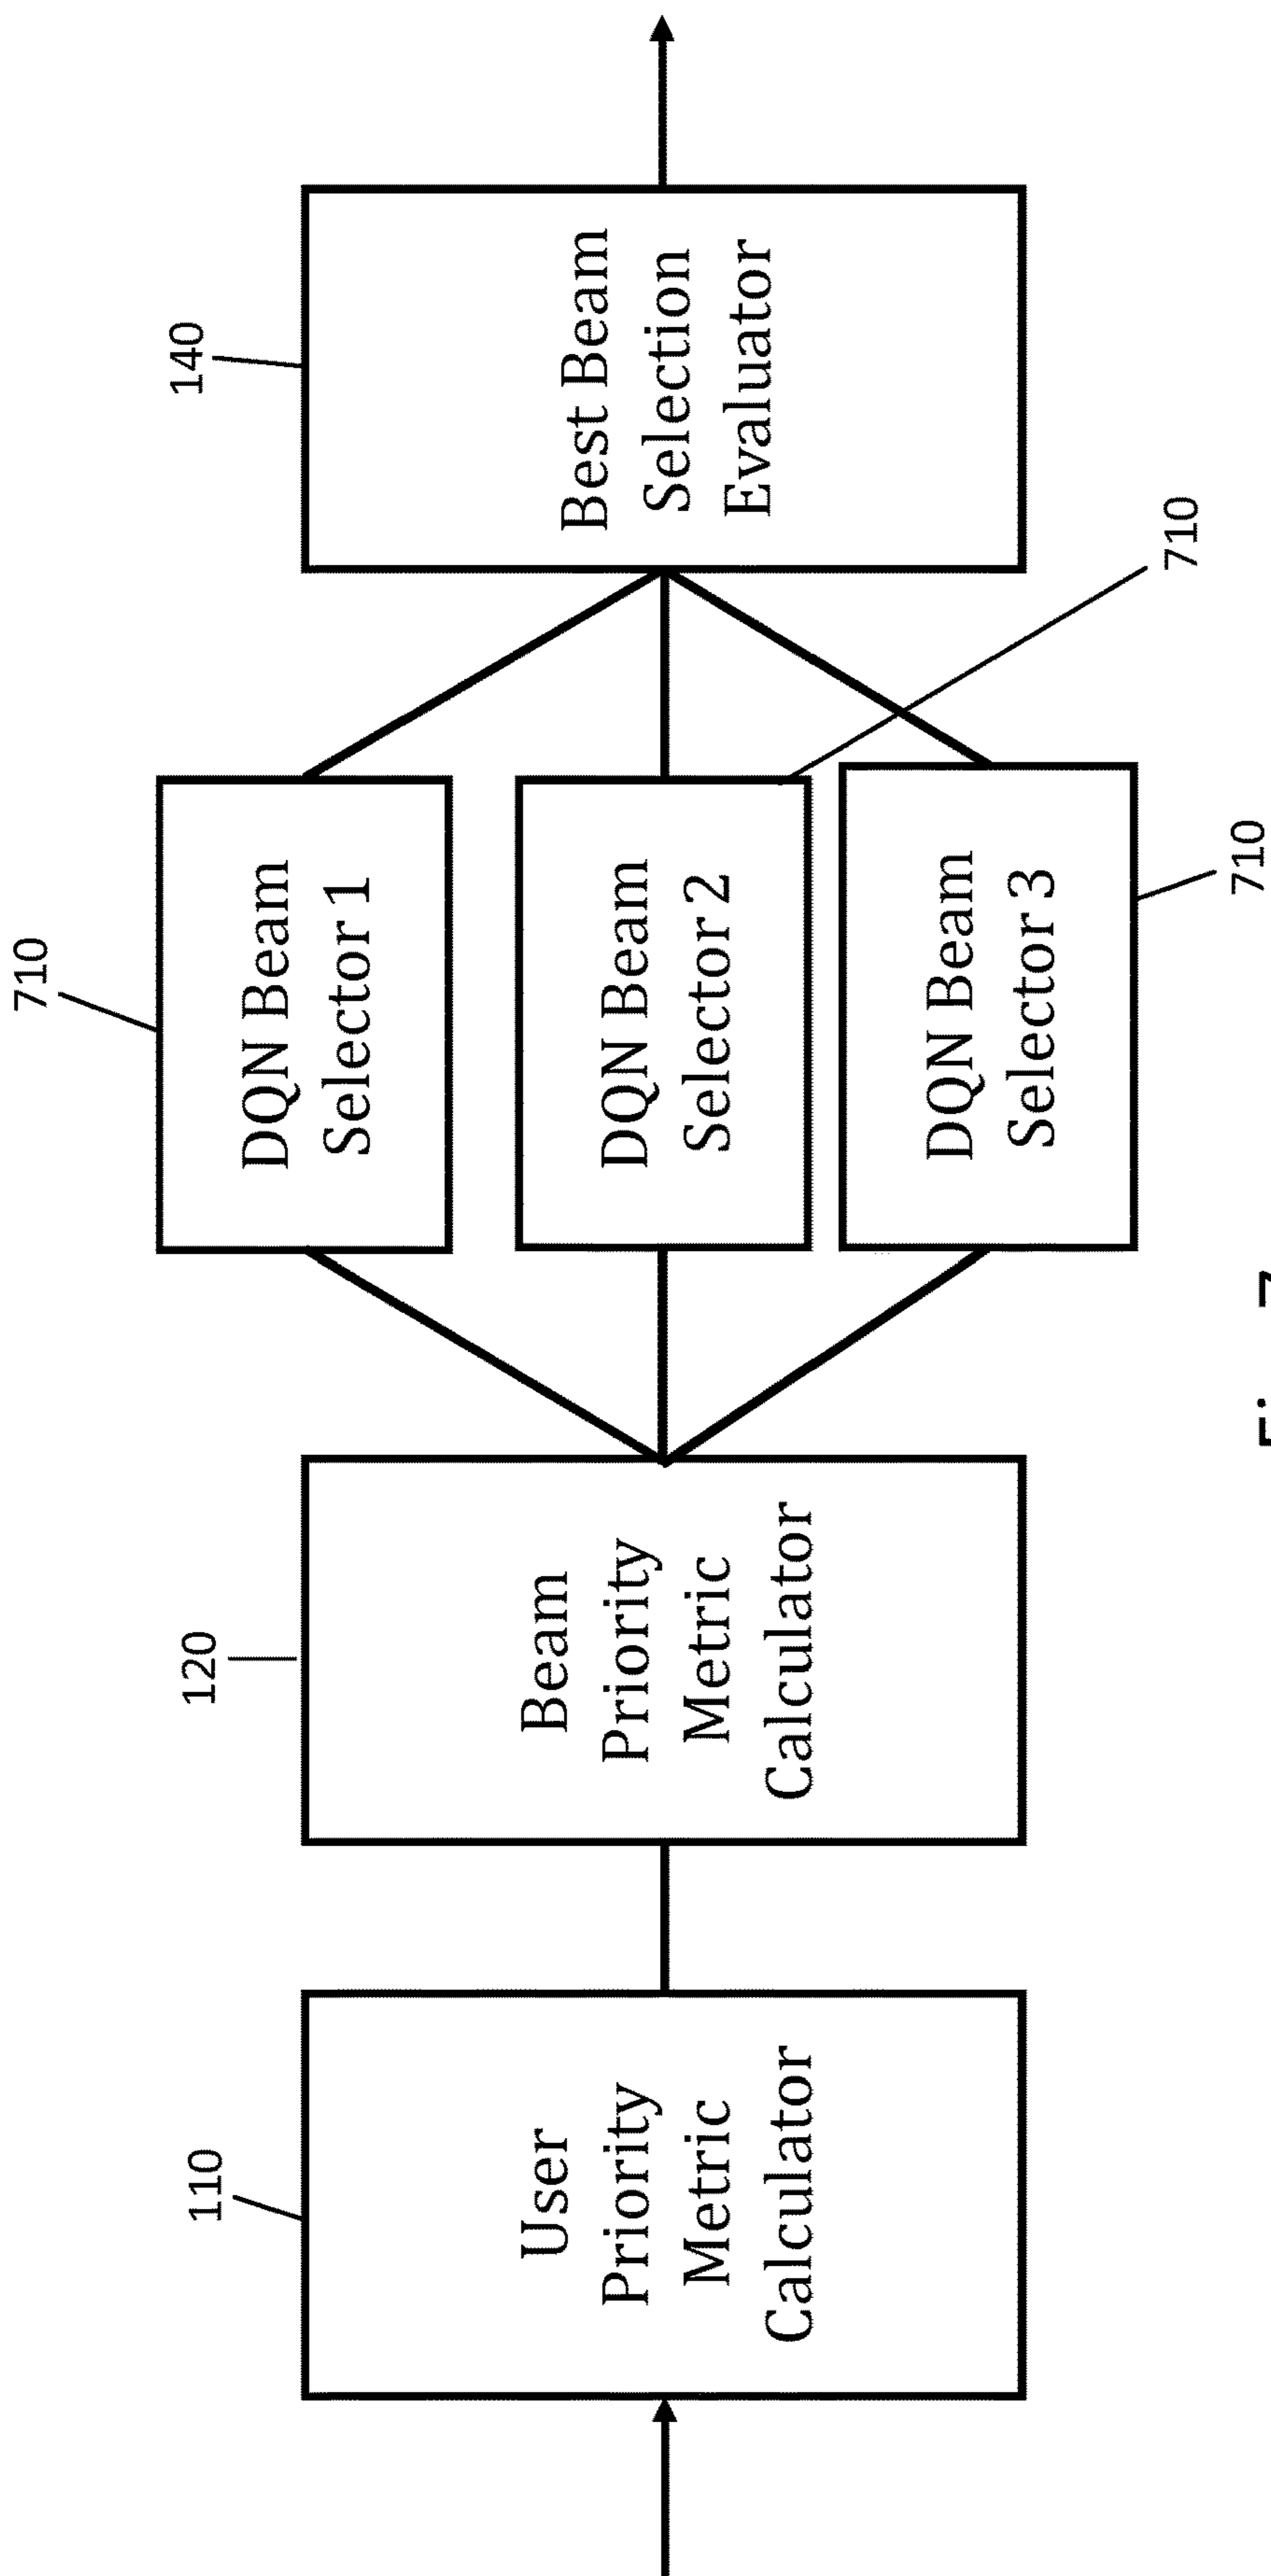 110
User
Priority
Metric
Calculator
120
Beam
Priority
Metric
Calculator
710
DQN Beam
Selector 1
DQN Beam
Selector 2
710
DQN Beam
Selector 3
710
140
Best Beam
Selection
Evaluator